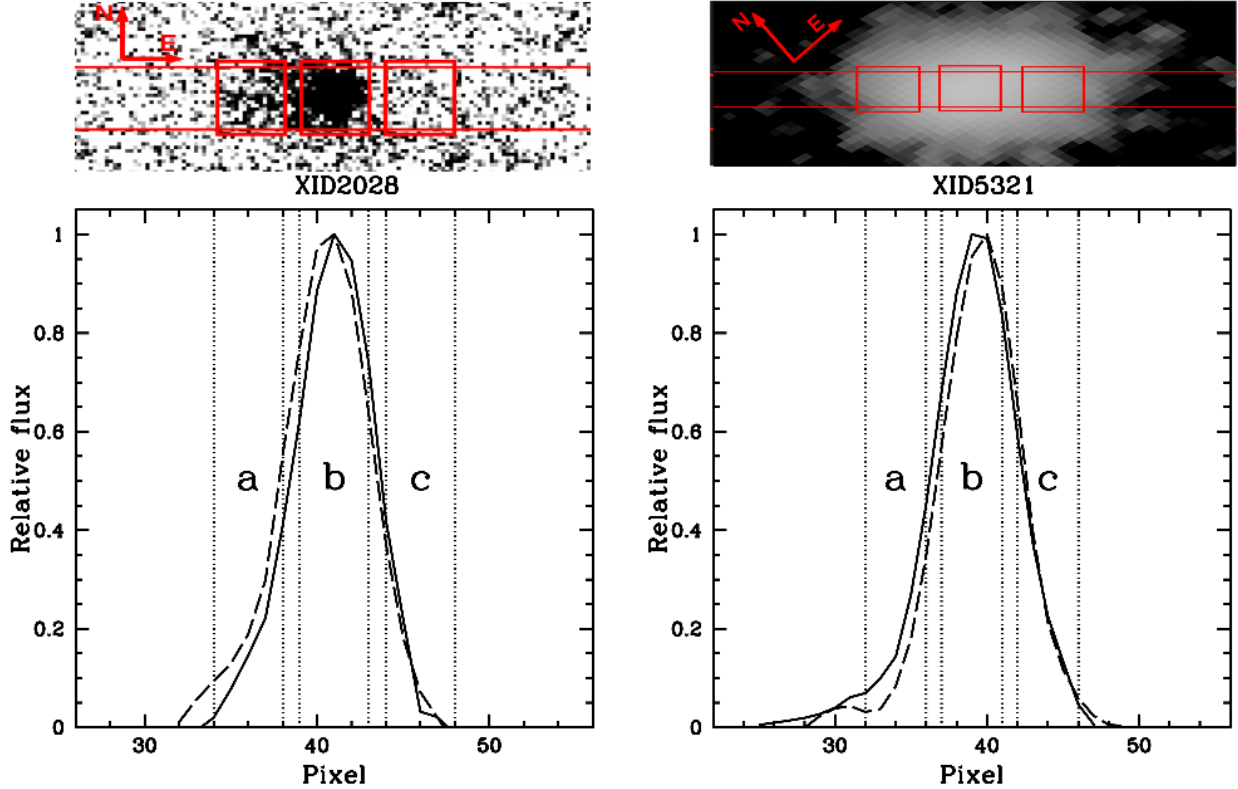 N
E
N
E
XID2028
XID5321
1
0.8
0.6
0.4
0.2
0
Relative flux
a
b
c
30
40
50
Pixel
1
0.8
0.6
0.4
0.2
0
Relative flux
a
b
c
30
40
50
Pixel